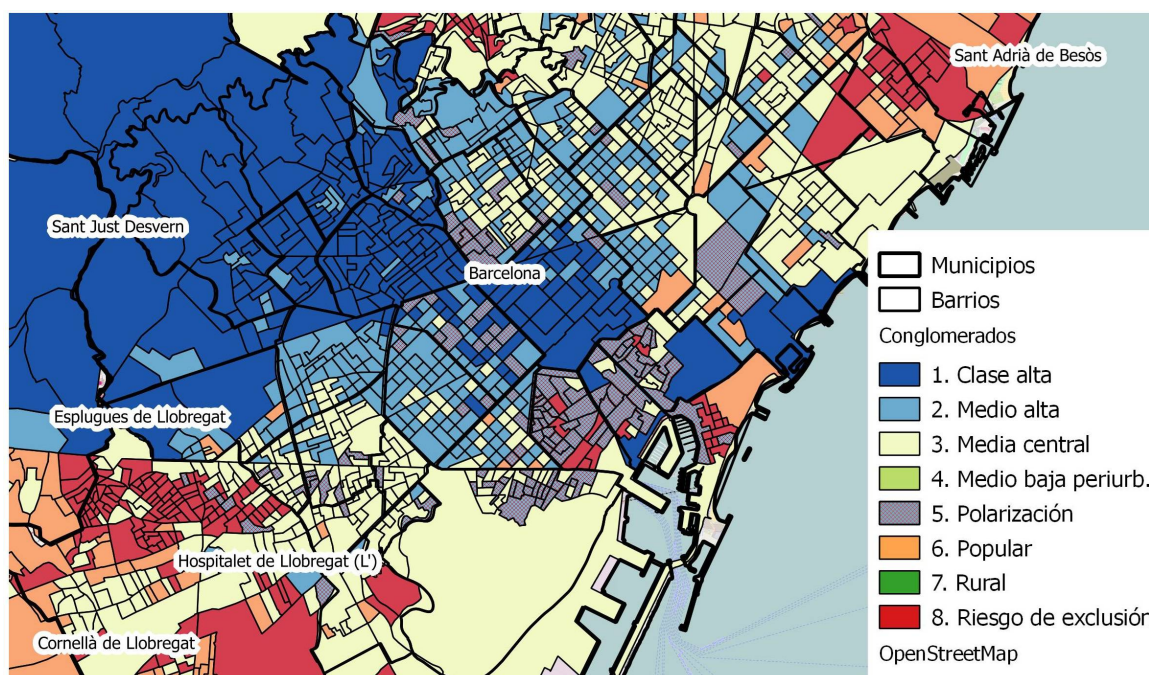 Sant Adrià de Besòs
Sant Just Desvern
Barcelona
Esplugues de Llobregat
Hospitalet de Llobregat (L')
Cornellà de Llobregat
Municipios
Barrios
Conglomerados
1. Clase alta
2. Medio alta
3. Media central
4. Medio baja periurb.
5. Polarización
6. Popular
7. Rural
8. Riesgo de exclusión
OpenStreetMap